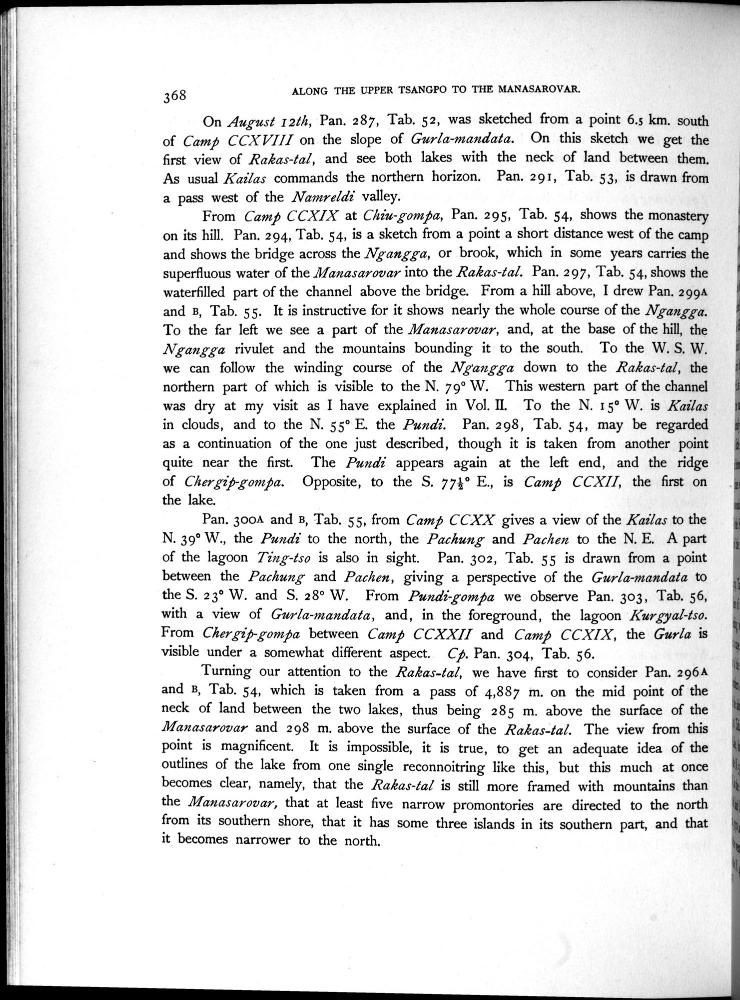 368
ALONG THE UPPER TSANGPO TO THE MANASAROVAR.
On August 12th, Pan. 287, Tab. 52, was sketched from a point 6.5 km. south
of Camp CCXVIII on the slope of Gurla-mandata. On this sketch we get the
first view of Rakas-tal, and see both lakes with the neck of land between them.
As usual Kailas commands the northern horizon. Pan. 291, Tab. 53, is drawn from
a pass west of the Namreldi valley.
From Camp CCXIX at Chiu-gompa, Pan. 295, Tab. 54, shows the monastery
on its hill. Pan. 294, Tab. 54, is a sketch from a point a short distance west of the camp
and shows the bridge across the Ngangga, or brook, which in some years carries the
superfluous water of the Manasarovar into the Rakas-tal. Pan. 297, Tab. 54, shows the
waterfilled part of the channel above the bridge. From a hill above, I drew Pan. 299A
and B, Tab. 55. It is instructive for it shows nearly the whole course of the Ngangga.
To the far left we see a part of the Manasarovar, and, at the base of the hill, the
Ngangga rivulet and the mountains bounding it to the south. To the W. S. W.
we can follow the winding course of the Ngangga down to the Rakas-tal, the
northern part of which is visible to the N. 79° W. This western part of the channel
was dry at my visit as I have explained in Vol. II. To the N. 15° W. is Kailas
in clouds, and to the N. 55° E. the Pundi. Pan. 298, Tab. 54, may be regarded
as a continuation of the one just described, though it is taken from another point
quite near the first. The Pundi appears again at the left end, and the ridge
of Chergip-gompa. Opposite, to the S. 77½° E., is Camp CCXII, the first on
the lake.
Pan. 300A and B, Tab. 55, from Camp CCXX gives a view of the Kailas to the
N. 39° W., the Pundi to the north, the Pachung and Pachen to the N. E. A part
of the lagoon Ting-tso is also in sight. Pan. 302, Tab. 55 is drawn from a point
between the Pachung and Pachen, giving a perspective of the Gurla-mandata to
the S. 23° W. and S. 28° W. From Pundi-gompa we observe Pan. 303, Tab. 56,
with a view of Gurla-mandata, and, in the foreground, the lagoon Kurgyal-tso.
From Chergip-gompa between Camp CCXXII and Camp CCXIX, the Gurla is
visible under a somewhat different aspect. Cp. Pan. 304, Tab. 56.
Turning our attention to the Rakas-tal, we have first to consider Pan. 296A
and B, Tab. 54, which is taken from a pass of 4,887 m. on the mid point of the
neck of land between the two lakes, thus being 285 m. above the surface of the
Manasarovar and 298 m. above the surface of the Rakas-tal. The view from this
point is magnificent. It is impossible, it is true, to get an adequate idea of the
outlines of the lake from one single reconnoitring like this, but this much at once
becomes clear, namely, that the Rakas-tal is still more framed with mountains than
the Manasarovar, that at least five narrow promontories are directed to the north
from its southern shore, that it has some three islands in its southern part, and that
it becomes narrower to the north.